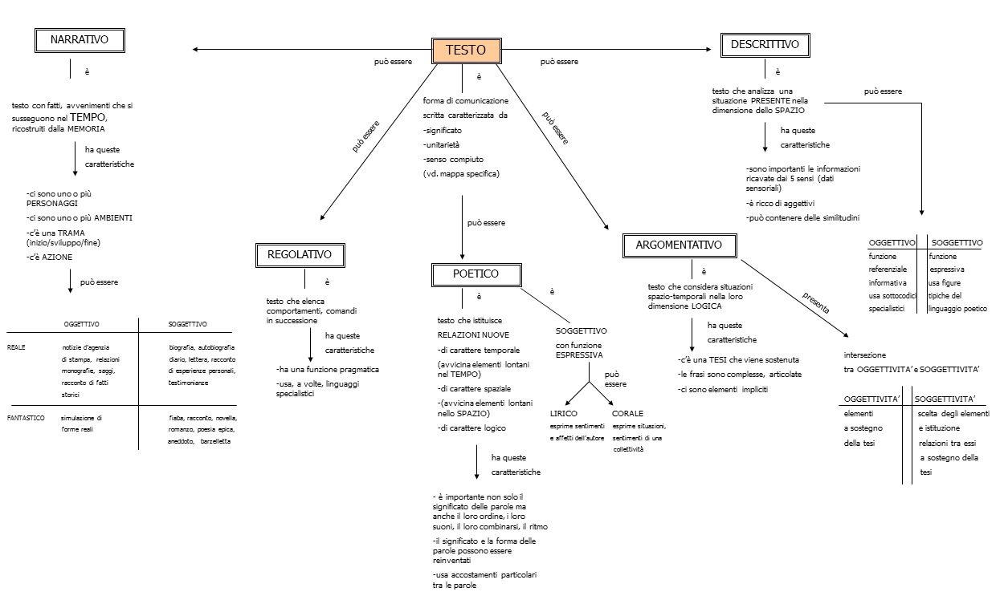 NARRATIVO
TESTO
DESCRITTIVO
può essere
può essere
è
testo con fatti, avvenimenti che si
susseguono nel TEMPO,
ricostruiti dalla MEMORIA
ha queste
caratteristiche
-ci sono uno o più
PERSONAGGI
-ci sono uno o più AMBIENTI
-c'è una TRAMA
(inizio/sviluppo/fine)
-c'è AZIONE
può essere
OGGETTIVO
SOGGETTIVO
REALE
notizie d'agenzia
di stampa, relazioni
monografie, saggi,
racconto di fatti
storici
biografia, autobiografia
diario, lettera, racconto
di esperienze personali,
testimonianze
FANTASTICO
simulazione di
forme reali
fiaba, racconto, novella,
romanzo, poesia epica,
aneddoto, barzelletta
è
forma di comunicazione
scritta caratterizzata da
-significato
-unitarietà
-senso compiuto
(vd. mappa specifica)
può essere
può essere
può essere
REGOLATIVO
è
testo che elenca
comportamenti, comandi
in successione
ha queste
caratteristiche
-ha una funzione pragmatica
-usa, a volte, linguaggi
specialistici
POETICO
è
testo che istituisce
RELAZIONI NUOVE
-di carattere temporale
(avvicina elementi lontani
nel TEMPO)
-di carattere spaziale
-(avvicina elementi lontani
nello SPAZIO)
-di carattere logico
ha queste
caratteristiche
- è importante non solo il
significato delle parole ma
anche il loro ordine, i loro
suoni, il loro combinarsi, il ritmo
-il significato e la forma delle
parole possono essere
reinventati
-usa accostamenti particolari
tra le parole
è
SOGGETTIVO
con funzione
ESPRESSIVA
può
essere
LIRICO
esprime sentimenti
e affetti dell'autore
CORALE
esprime situazioni,
sentimenti di una
collettività
ARGOMENTATIVO
è
testo che considera situazioni
spazio-temporali nella loro
dimensione LOGICA
ha queste
caratteristiche
-c'è una TESI che viene sostenuta
-le frasi sono complesse, articolate
-ci sono elementi impliciti
presenta
intersezione
tra OGGETTIVITA' e SOGGETTIVITA'
OGGETTIVITA'
elementi
a sostegno
della tesi
SOGGETTIVITA'
scelta degli elementi
e istituzione
relazioni tra essi
a sostegno della
tesi
è
testo che analizza una
situazione PRESENTE nella
dimensione dello SPAZIO
ha queste
caratteristiche
-sono importanti le informazioni
ricavate dai 5 sensi (dati
sensoriali)
-è ricco di aggettivi
-può contenere delle similitudini
può essere
OGGETTIVO
funzione
referenziale
informativa
usa sottocodici
specialistici
SOGGETTIVO
funzione
espressiva
usa figure
tipiche del
linguaggio poetico